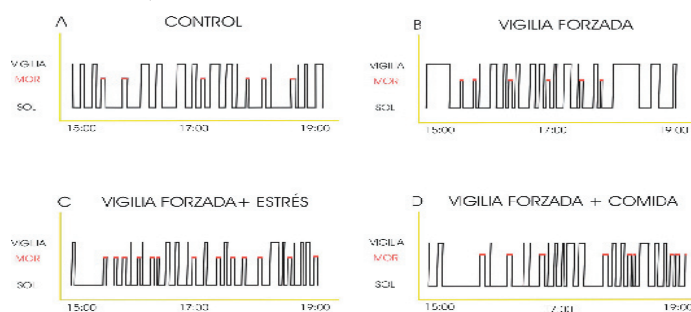 A CONTROL
VIGILIA
MOR
SOL
15:00 17:00 19:00
B VIGILIA FORZADA
VIGILIA
MOR
SOL
15:00 17:00 19:00
C VIGILIA FORZADA+ ESTRÉS
VIGILIA
MOR
SOL
15:00 17:00 19:00
D VIGILIA FORZADA + COMIDA
VIGILIA
MOR
SOL
15:00 7:00 19:00